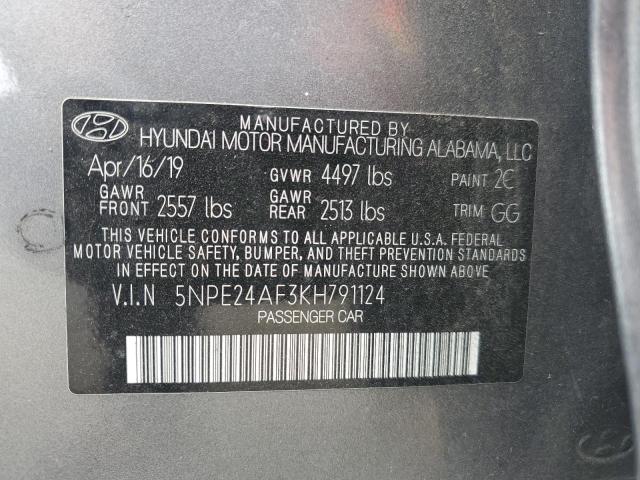 MANUFACTURED BY
HYUNDAI MOTOR MANUFACTURING ALABAMA, LLC
Apr/16/19 GVWR 4497 lbs PAINT 2C
GAWR FRONT 2557 lbs GAWR REAR 2513 lbs TRIM GG
THIS VEHICLE CONFORMS TO ALL APPLICABLE U.S.A. FEDERAL
MOTOR VEHICLE SAFETY, BUMPER, AND THEFT PREVENTION STANDARDS
IN EFFECT ON THE DATE OF MANUFACTURE SHOWN ABOVE
V.I.N 5NPE24AF3KH791124
PASSENGER CAR